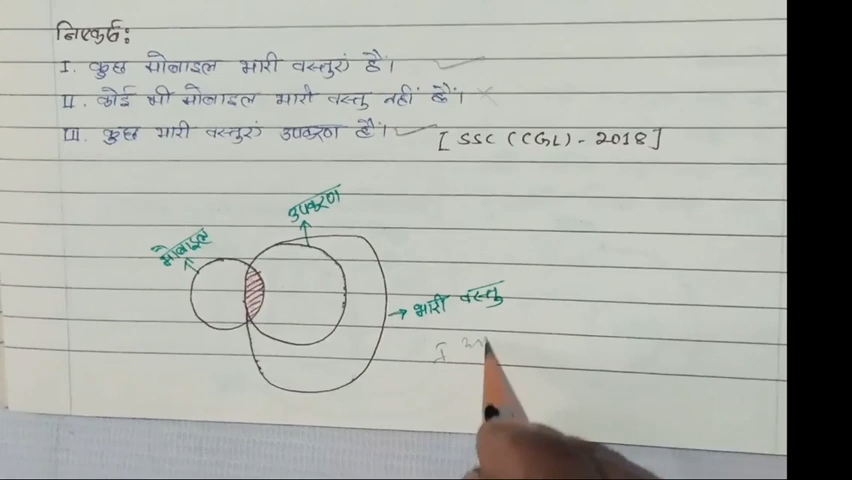 निष्कर्ष:
I. कुछ मोबाइल भारी वस्तुएं हैं।
II. कोई भी मोबाइल भारी वस्तु नहीं हैं।
III. कुछ भारी वस्तुएं उपकरण हैं। [SSC (CGL) - 2018]
उपकरण
मोबाइल
भारी वस्तु
I